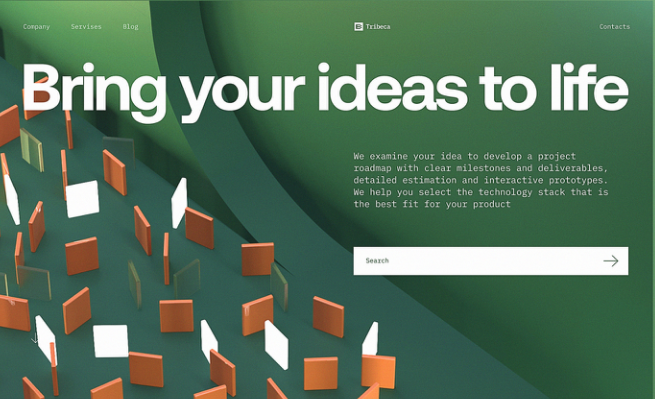 Company Servises Blog Tribeca Contacts
Bring your ideas to life
We examine your idea to develop a project
roadmap with clear milestones and deliverables,
detailed estimation and interactive prototypes.
We help you select the technology stack that is
the best fit for your product
Search